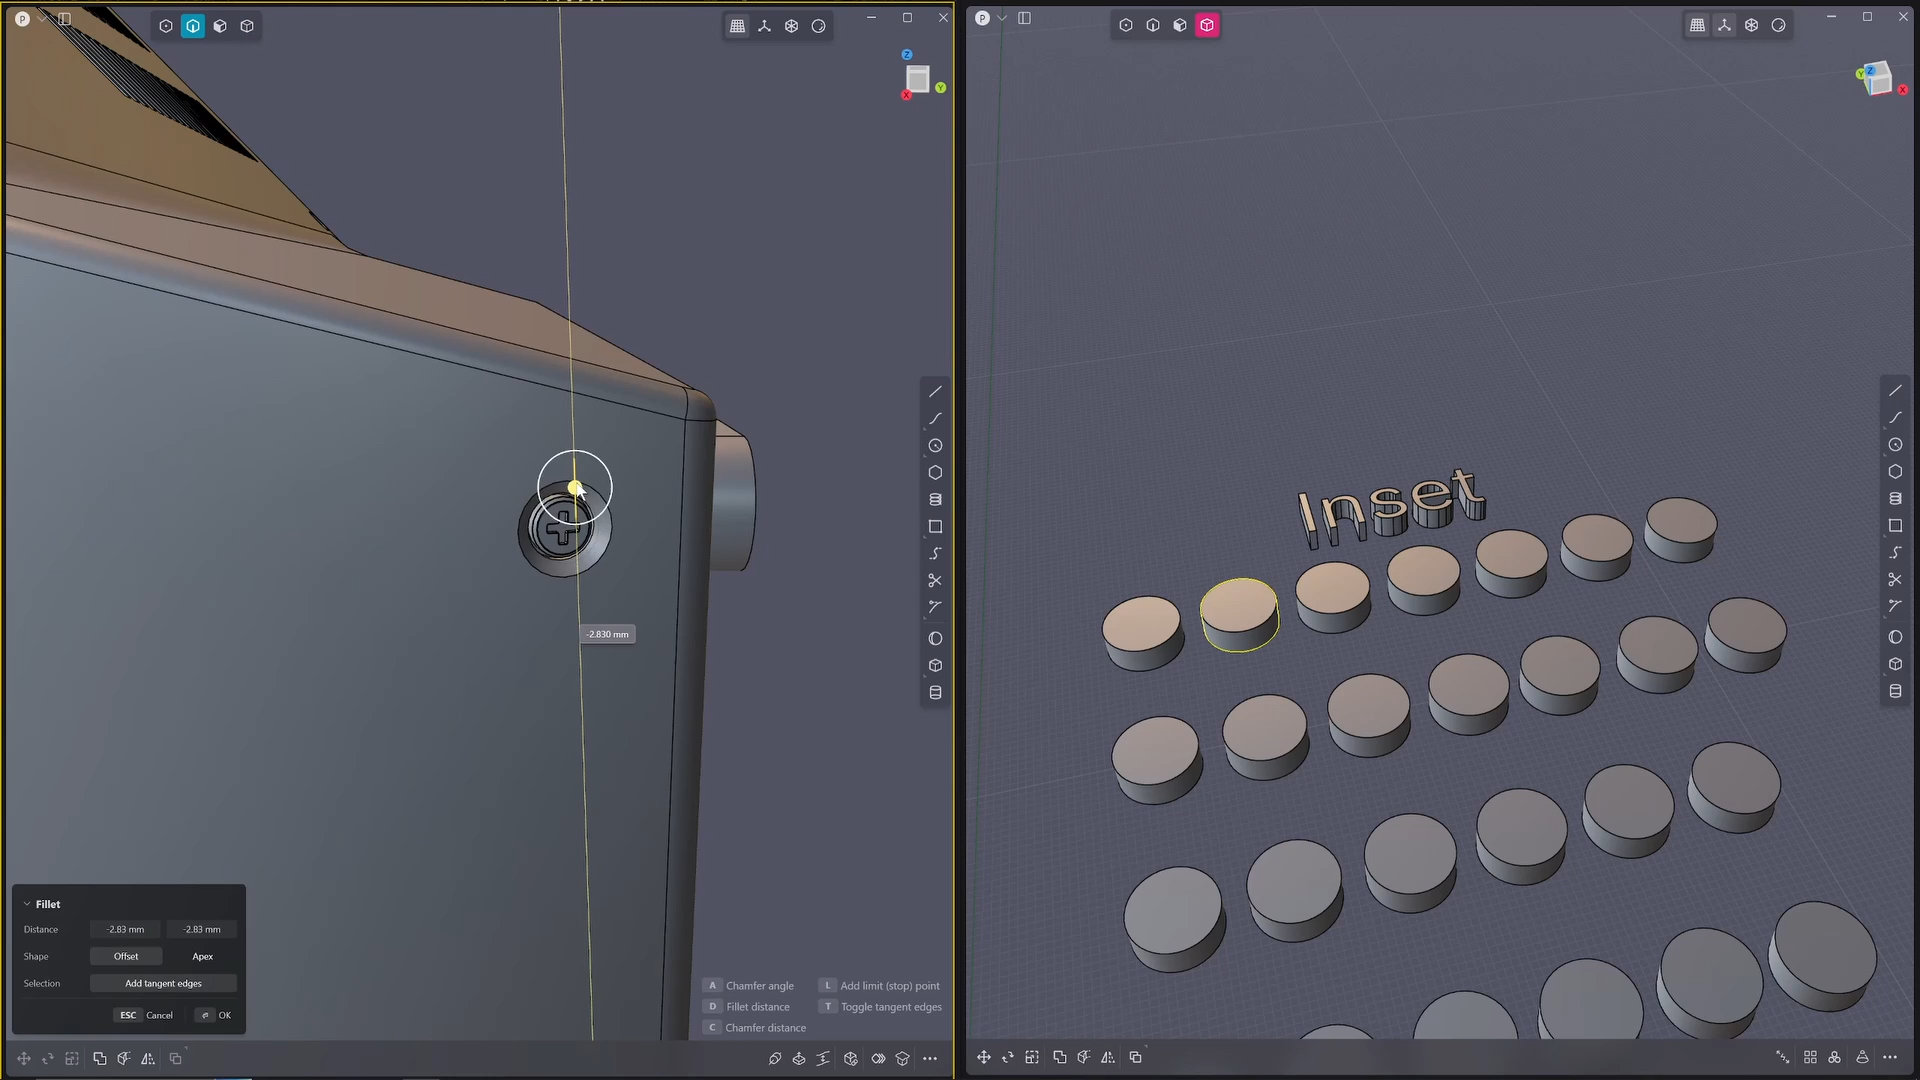 P
Z
Y
X
-2.830 mm
Fillet
Distance -2.83 mm -2.83 mm
Shape Offset Apex
Selection Add tangent edges
ESC Cancel OK
A Chamfer angle L Add limit (stop) point
D Fillet distance T Toggle tangent edges
C Chamfer distance
P
Y Z
X
Inset